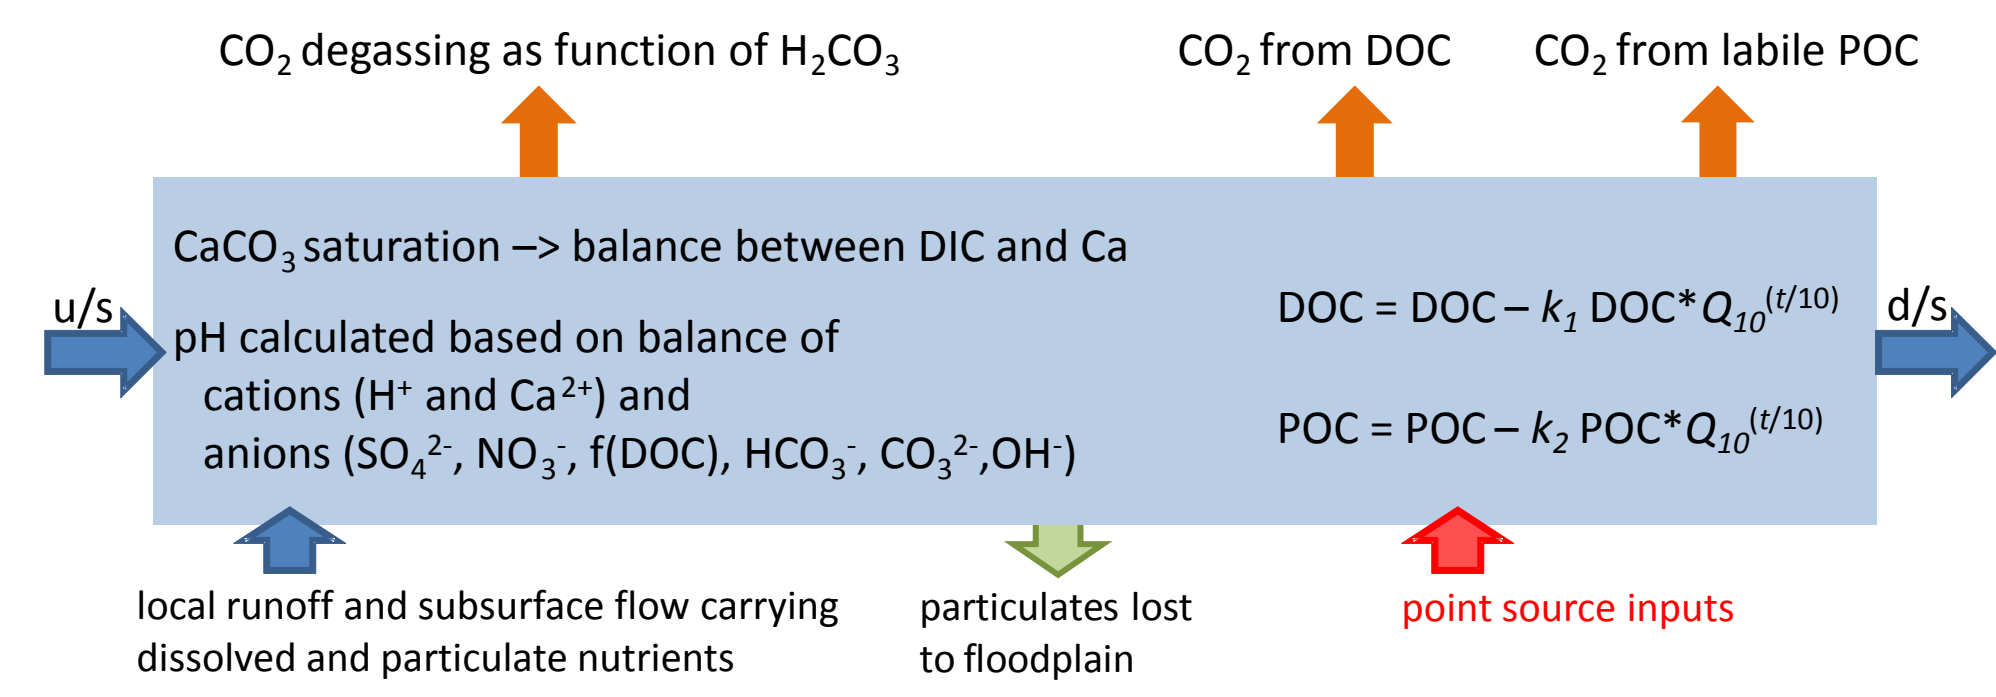 CO₂ degassing as function of H₂CO₃
CO₂ from DOC
CO₂ from labile POC
u/s
CaCO₃ saturation –> balance between DIC and Ca
pH calculated based on balance of
cations (H⁺ and Ca²⁺) and
anions (SO₄²⁻, NO₃⁻, f(DOC), HCO₃⁻, CO₃²⁻,OH⁻)
DOC = DOC – k₁ DOC*Q₁₀^(t/10)
POC = POC – k₂ POC*Q₁₀^(t/10)
d/s
local runoff and subsurface flow carrying
dissolved and particulate nutrients
particulates lost
to floodplain
point source inputs